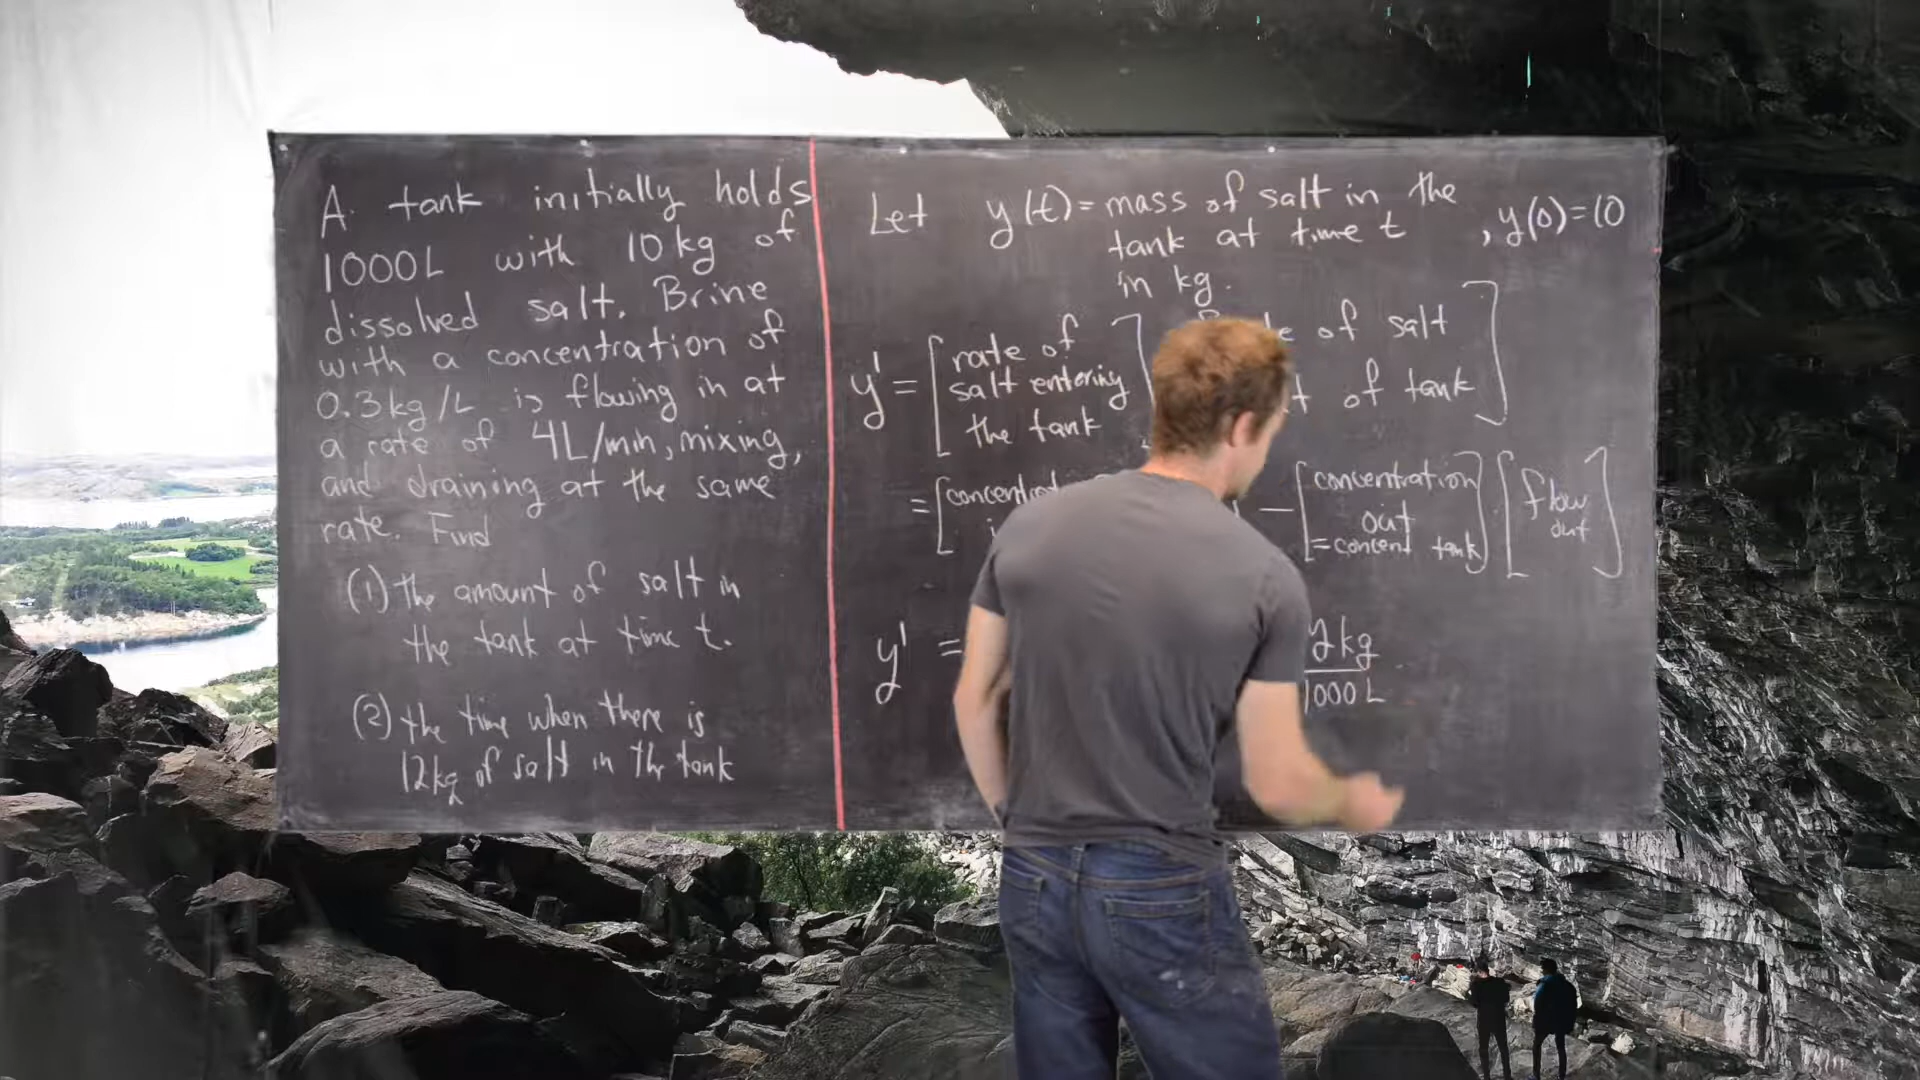 A tank initially holds
1000L with 10kg of
dissolved salt. Brine
with a concentration of
0.3kg/L is flowing in at
a rate of 4L/min, mixing,
and draining at the same
rate. Find
(1) the amount of salt in
the tank at time t.
(2) the time when there is
12kg of salt in the tank
Let y(t) = mass of salt in the
tank at time t , y(0)=10
in kg.
y' = [rate of
salt entering
the tank]
of salt
of tank]
=[
− [concentration
out
=concent tank] [flow
out]
y' = y kg
1000 L